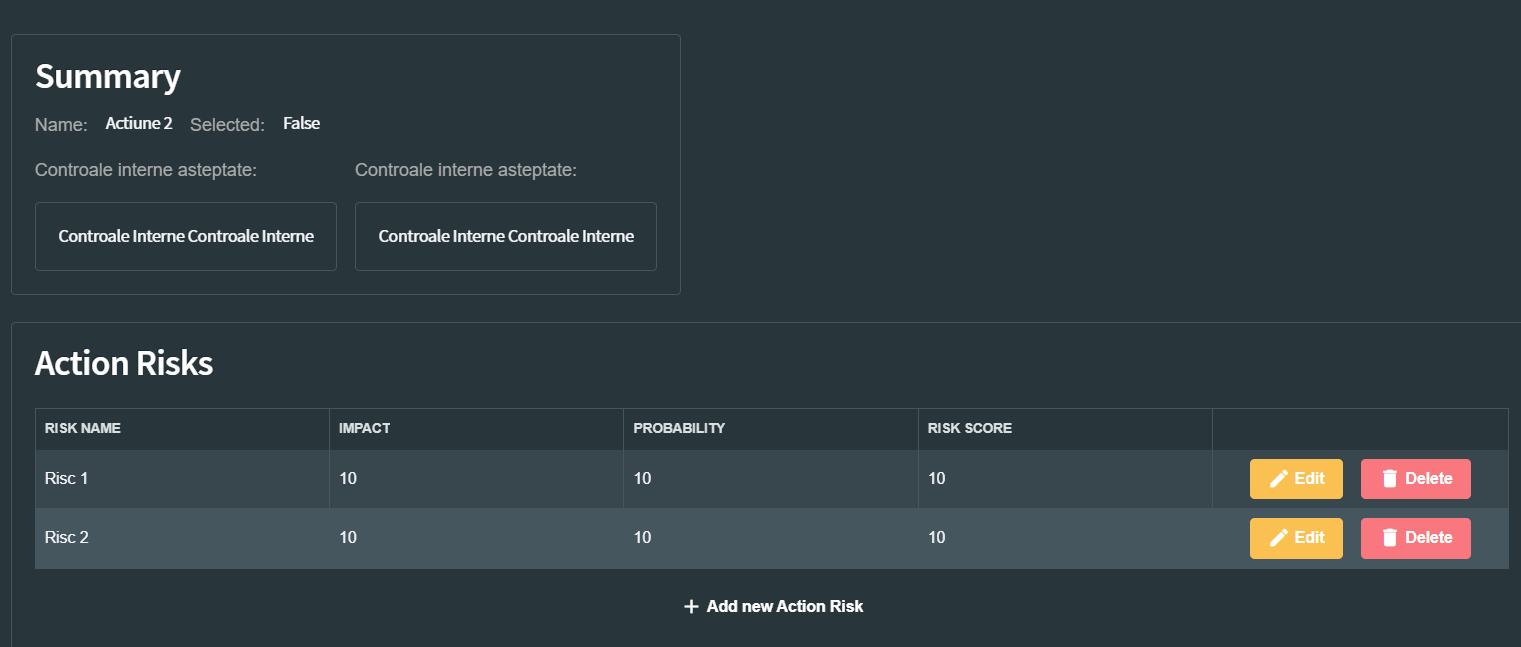 Summary
Name: Actiune 2 Selected: False
Controale interne asteptate: Controale interne asteptate:
Controale Interne Controale Interne Controale Interne Controale Interne
Action Risks
RISK NAME IMPACT PROBABILITY RISK SCORE
Risc 1 10 10 10 Edit Delete
Risc 2 10 10 10 Edit Delete
+ Add new Action Risk